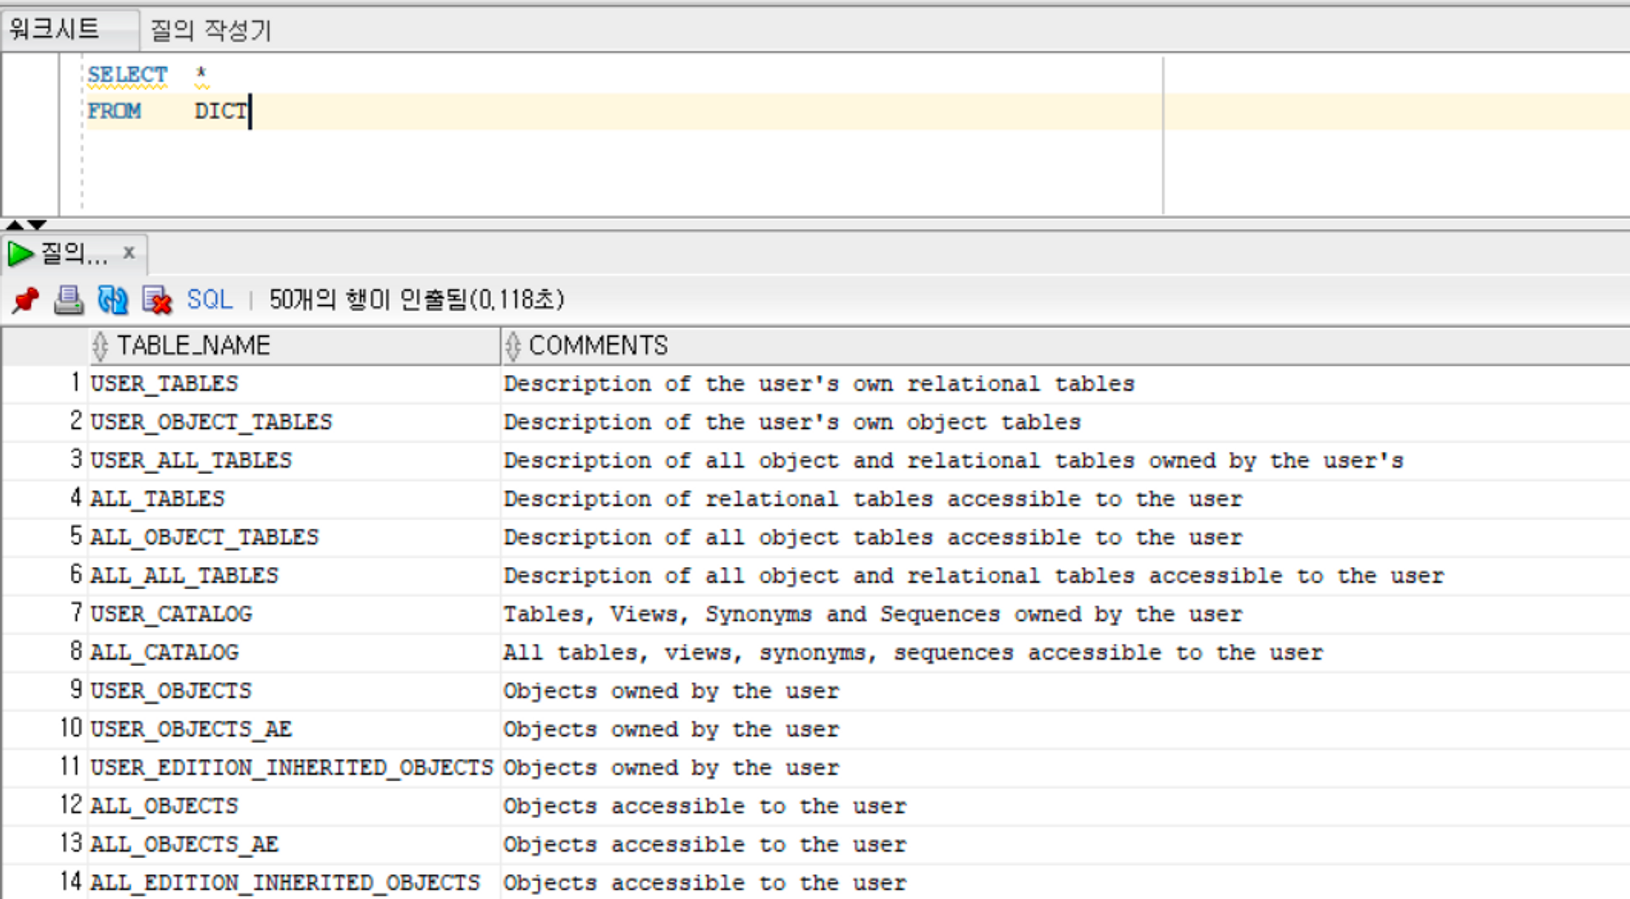 워크시트 질의 작성기
SELECT *
FROM DICT
질의... x
SQL 50개의 행이 인출됨(0,118초)
TABLE_NAME COMMENTS
1 USER_TABLES Description of the user's own relational tables
2 USER_OBJECT_TABLES Description of the user's own object tables
3 USER_ALL_TABLES Description of all object and relational tables owned by the user's
4 ALL_TABLES Description of relational tables accessible to the user
5 ALL_OBJECT_TABLES Description of all object tables accessible to the user
6 ALL_ALL_TABLES Description of all object and relational tables accessible to the user
7 USER_CATALOG Tables, Views, Synonyms and Sequences owned by the user
8 ALL_CATALOG All tables, views, synonyms, sequences accessible to the user
9 USER_OBJECTS Objects owned by the user
10 USER_OBJECTS_AE Objects owned by the user
11 USER_EDITION_INHERITED_OBJECTS Objects owned by the user
12 ALL_OBJECTS Objects accessible to the user
13 ALL_OBJECTS_AE Objects accessible to the user
14 ALL_EDITION_INHERITED_OBJECTS Objects accessible to the user